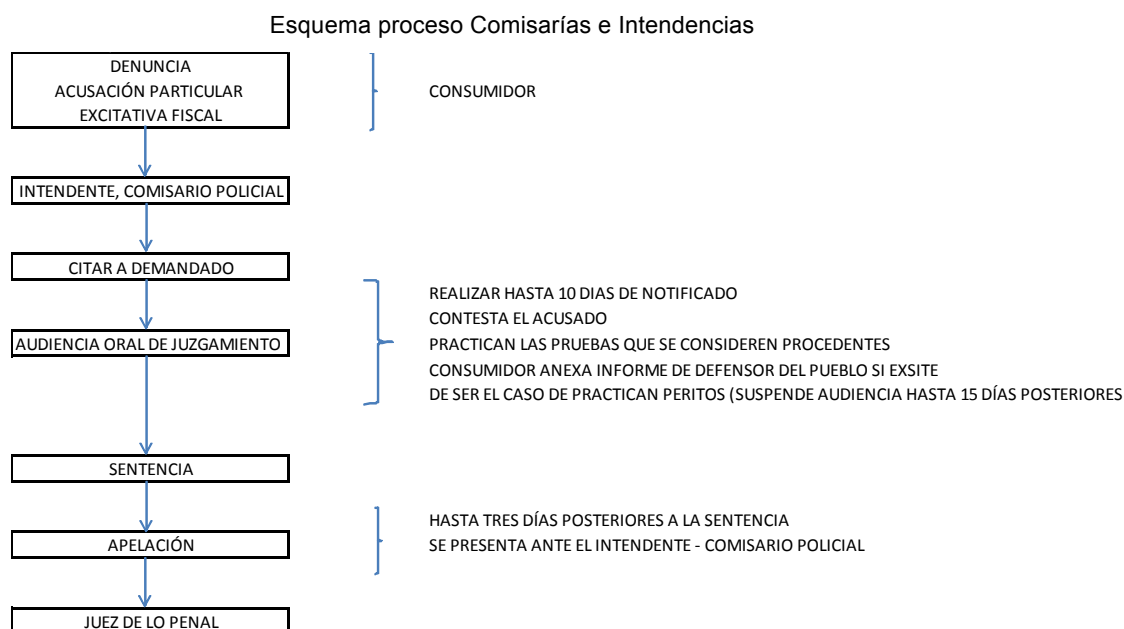 Esquema proceso Comisarías e Intendencias
DENUNCIA
ACUSACIÓN PARTICULAR
EXCITATIVA FISCAL
CONSUMIDOR
INTENDENTE, COMISARIO POLICIAL
CITAR A DEMANDADO
REALIZAR HASTA 10 DIAS DE NOTIFICADO
CONTESTA EL ACUSADO
AUDIENCIA ORAL DE JUZGAMIENTO
PRACTICAN LAS PRUEBAS QUE SE CONSIDEREN PROCEDENTES
CONSUMIDOR ANEXA INFORME DE DEFENSOR DEL PUEBLO SI EXSITE
DE SER EL CASO DE PRACTICAN PERITOS (SUSPENDE AUDIENCIA HASTA 15 DÍAS POSTERIORES
SENTENCIA
HASTA TRES DÍAS POSTERIORES A LA SENTENCIA
APELACIÓN
SE PRESENTA ANTE EL INTENDENTE - COMISARIO POLICIAL
JUEZ DE LO PENAL